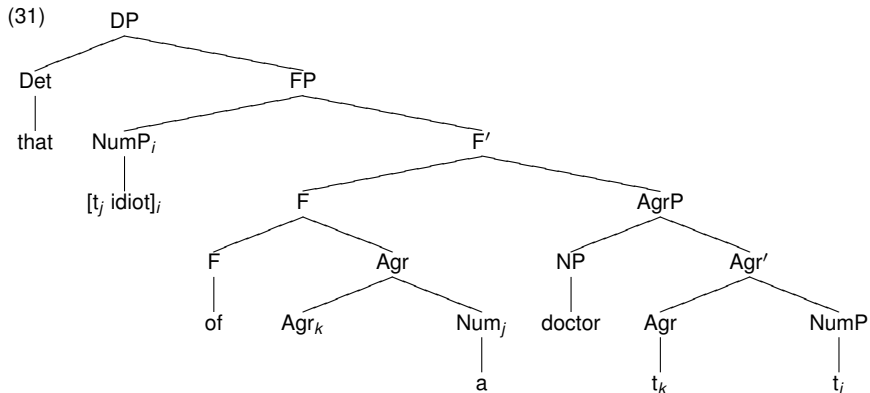 (31) DP
Det FP
that NumPᵢ F′
[tⱼ idiot]ᵢ F AgrP
F Agr NP Agr′
of Agrₖ Numⱼ doctor Agr NumP
a tₖ tᵢ